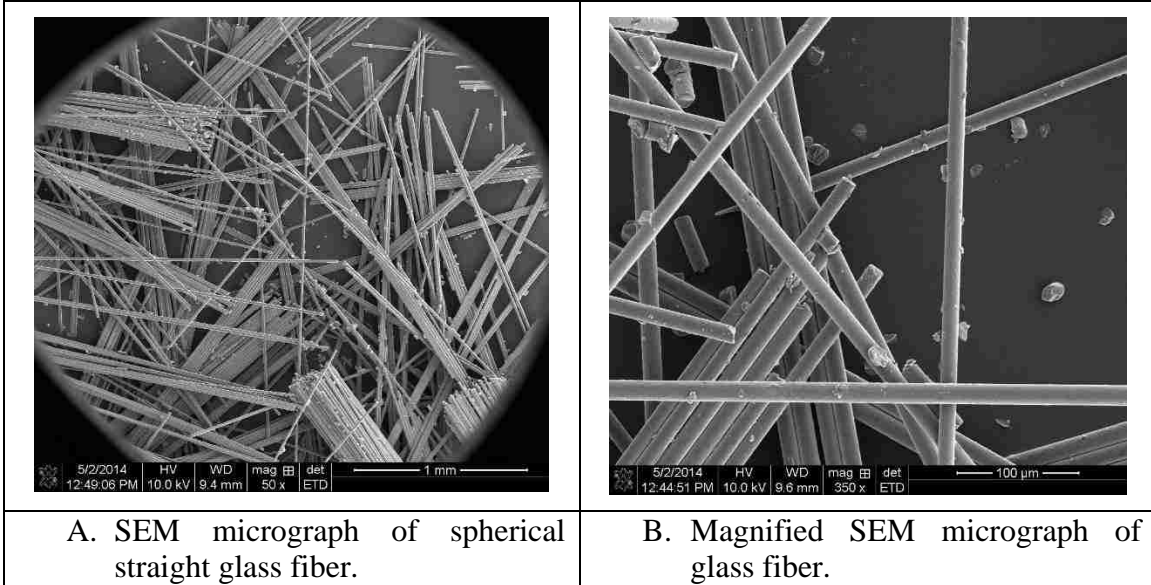 5/2/2014 HV WD mag det 1 mm
12:49:06 PM 10.0 kV 9.4 mm 50 x ETD
5/2/2014 HV WD mag det 100 µm
12:44:51 PM 10.0 kV 9.6 mm 350 x ETD
A. SEM micrograph of spherical
straight glass fiber.
B. Magnified SEM micrograph of
glass fiber.